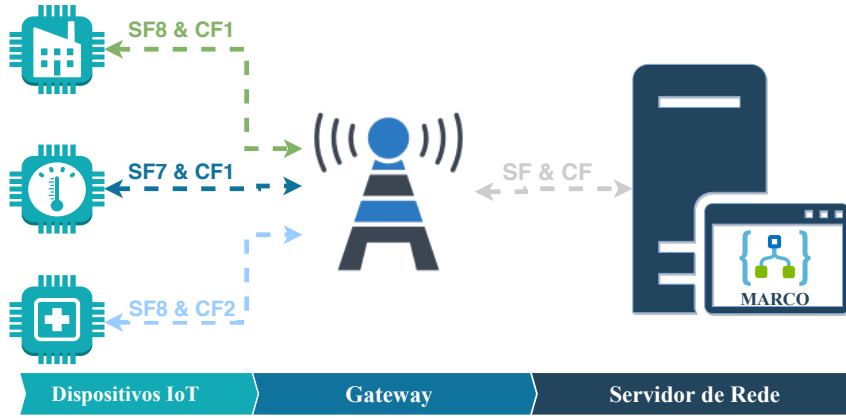 SF8 & CF1
SF7 & CF1
SF & CF
SF8 & CF2
MARCO
Dispositivos IoT
Gateway
Servidor de Rede